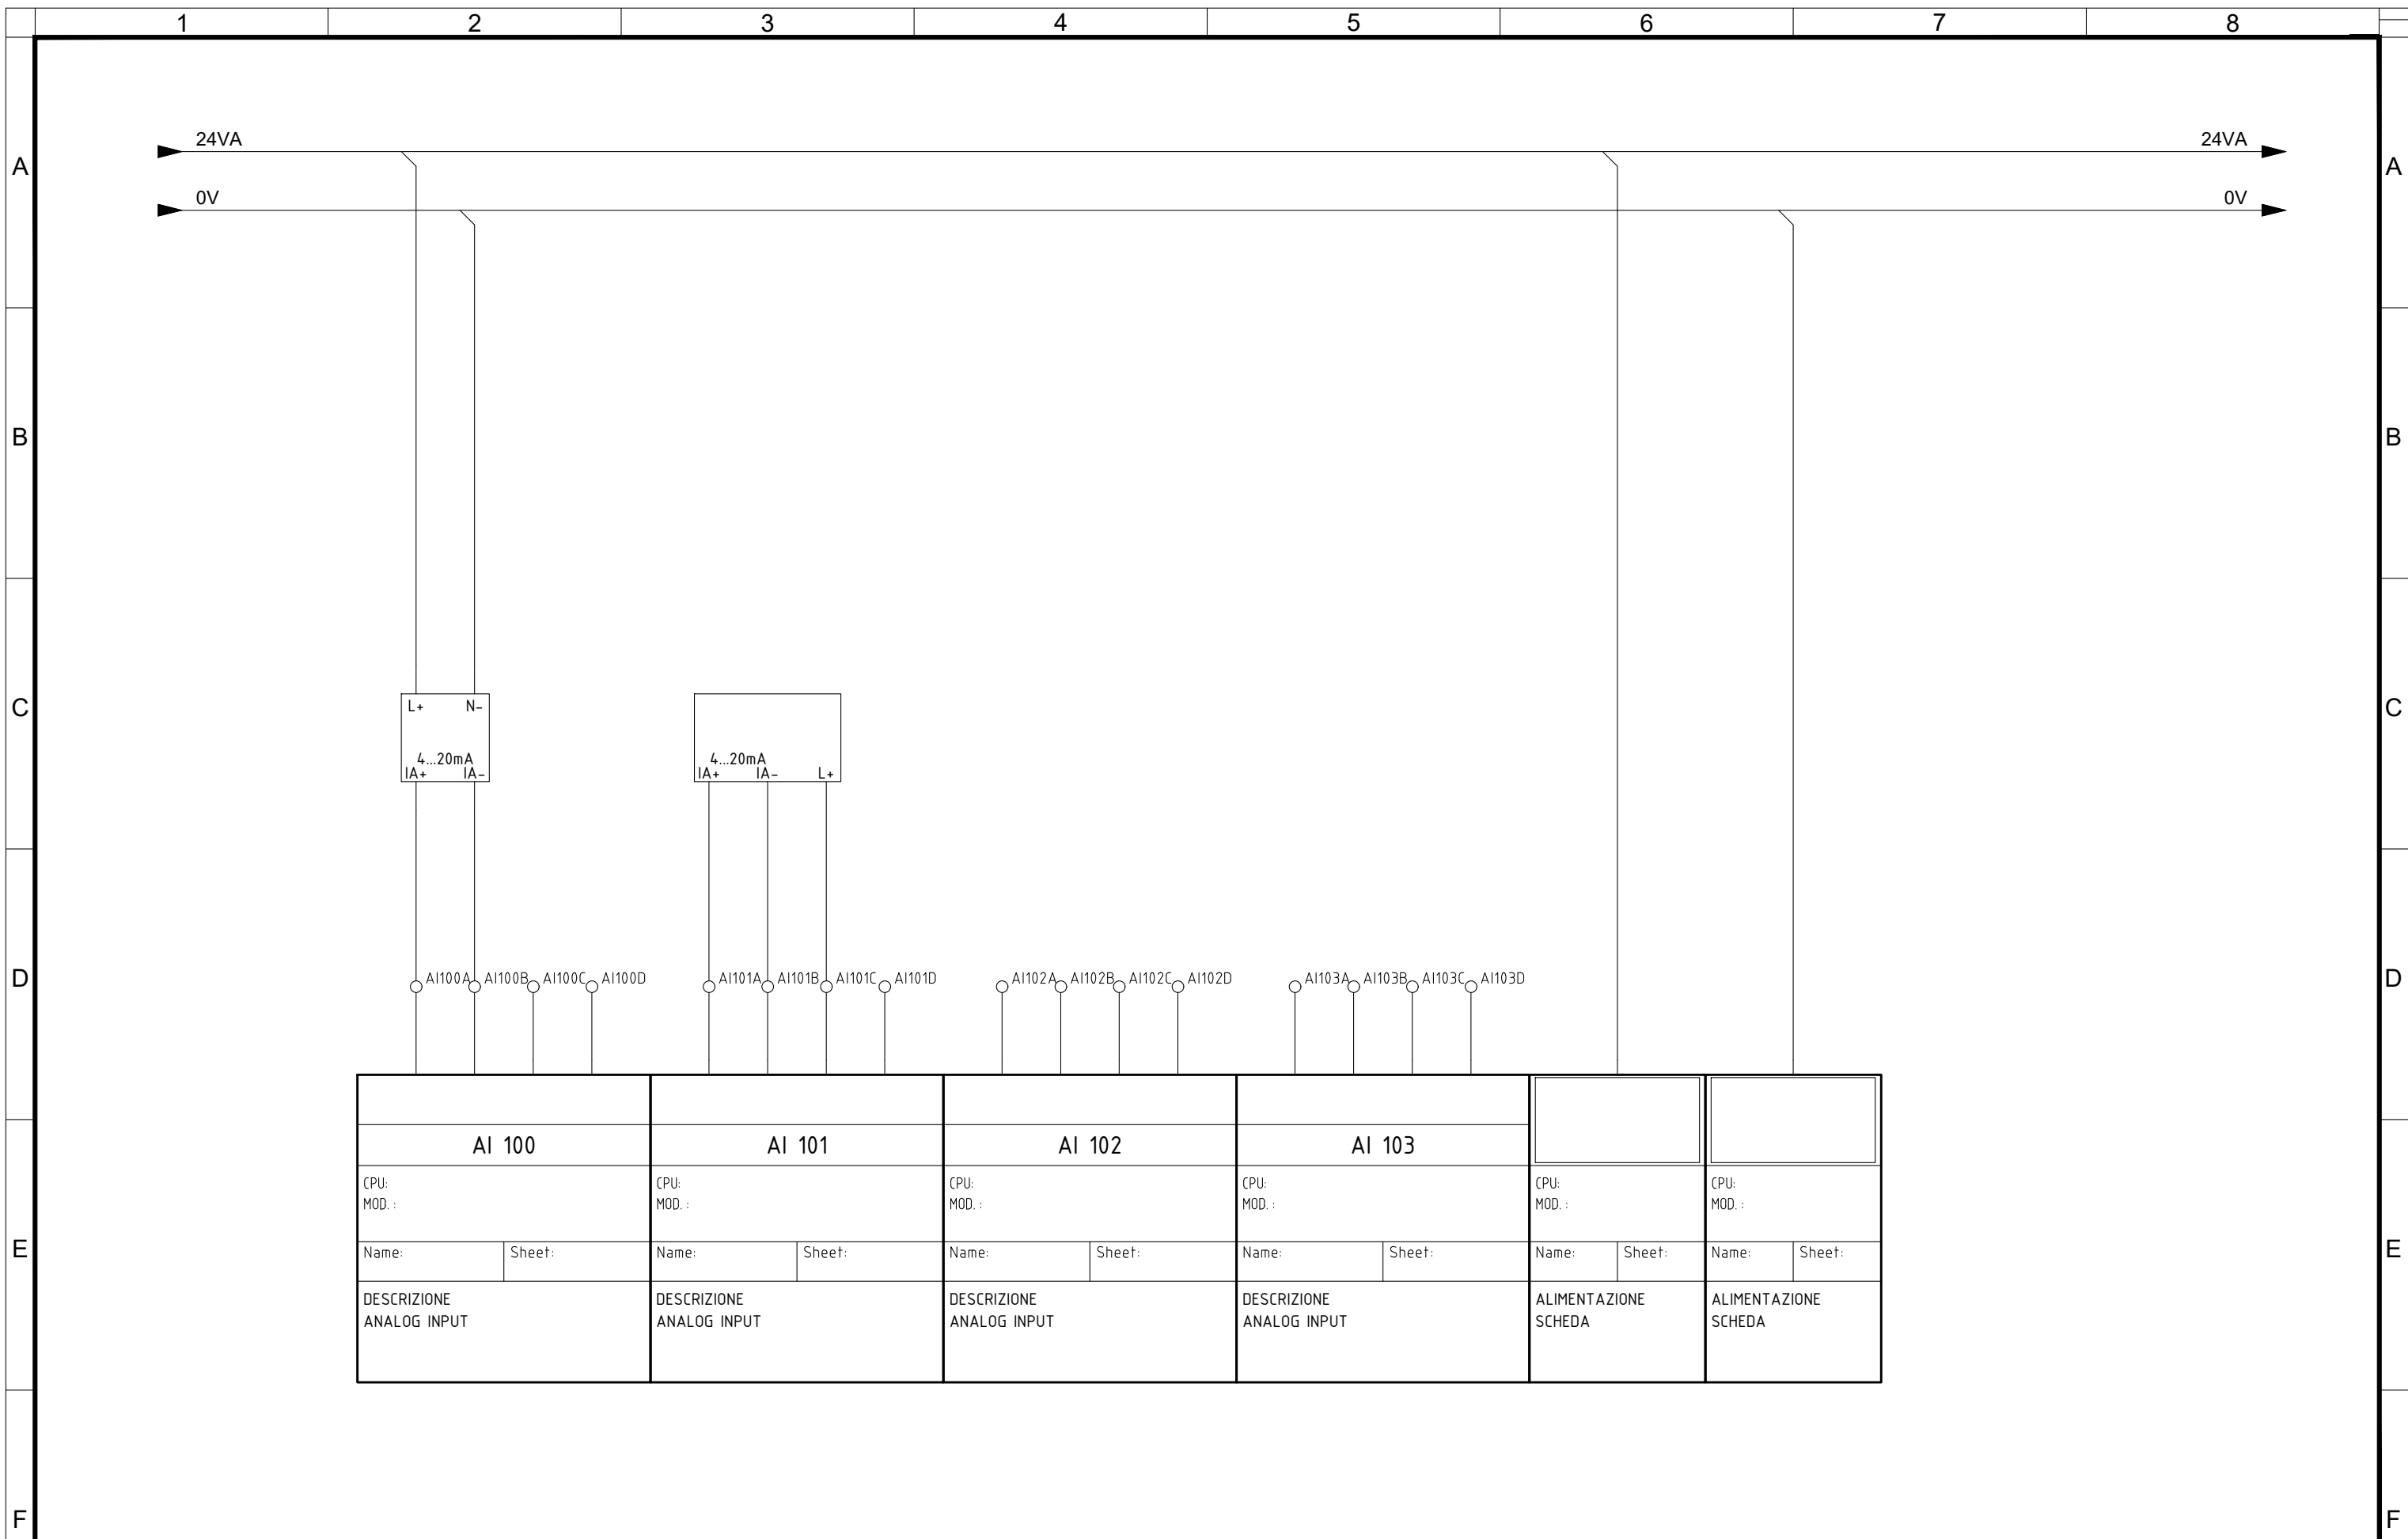 1 2 3 4 5 6 7 8
24VA 24VA
A A
0V 0V
B B
L+ N-
C C
4...20mA 4...20mA
IA+ IA- IA+ IA- L+
D AI100A AI100B AI100C AI100D AI101A AI101B AI101C AI101D AI102A AI102B AI102C AI102D AI103A AI103B AI103C AI103D D
AI 100 AI 101 AI 102 AI 103
CPU: CPU: CPU: CPU: CPU: CPU:
MOD. : MOD. : MOD. : MOD. : MOD. : MOD. :
E Name: Sheet: Name: Sheet: Name: Sheet: Name: Sheet: Name: Sheet: Name: Sheet: E
DESCRIZIONE DESCRIZIONE DESCRIZIONE DESCRIZIONE ALIMENTAZIONE ALIMENTAZIONE
ANALOG INPUT ANALOG INPUT ANALOG INPUT ANALOG INPUT SCHEDA SCHEDA
F F